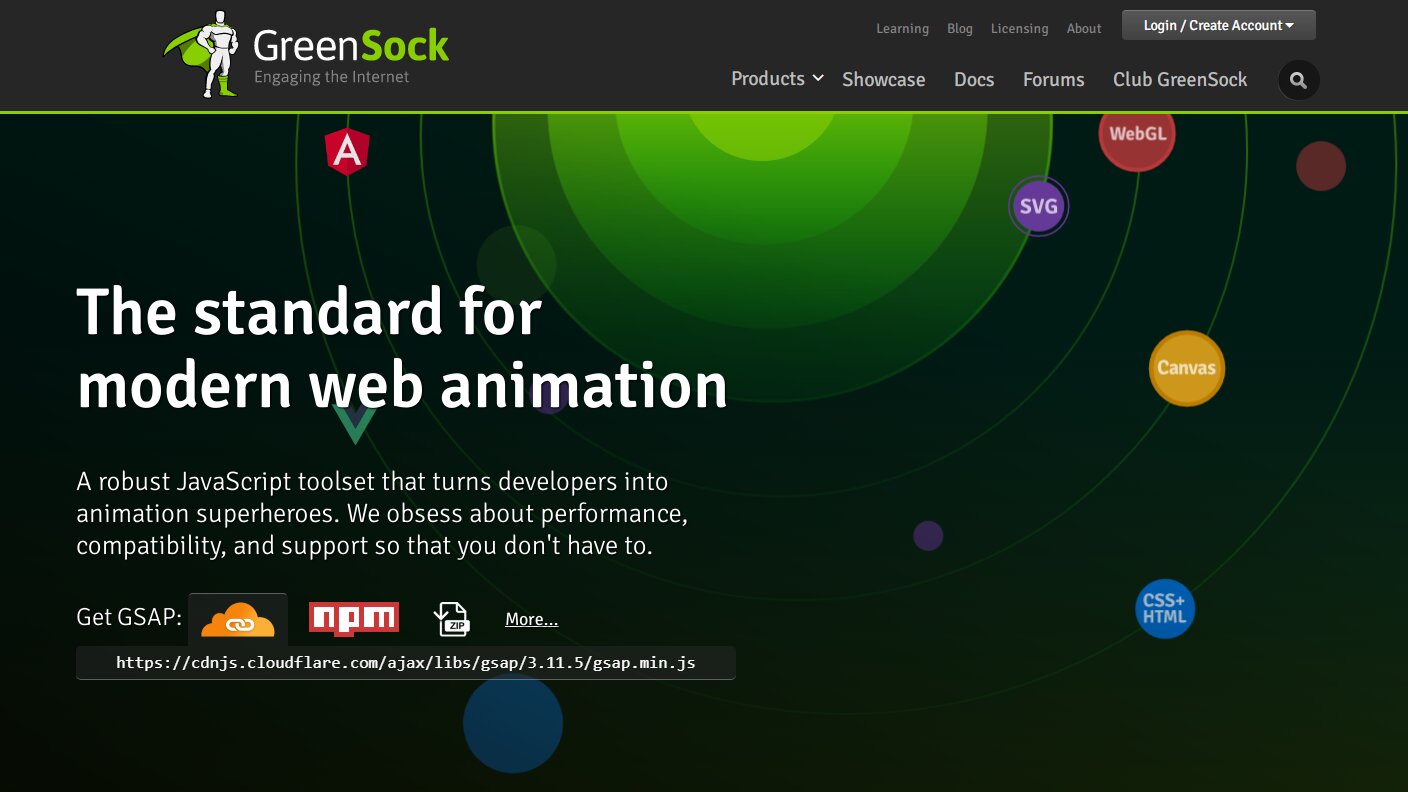 GreenSock
Engaging the Internet
Learning Blog Licensing About Login / Create Account
Products Showcase Docs Forums Club GreenSock
A
WebGL
SVG
The standard for
modern web animation
Canvas
A robust JavaScript toolset that turns developers into
animation superheroes. We obsess about performance,
compatibility, and support so that you don't have to.
CSS+
HTML
Get GSAP: npm ZIP More...
https://cdnjs.cloudflare.com/ajax/libs/gsap/3.11.5/gsap.min.js